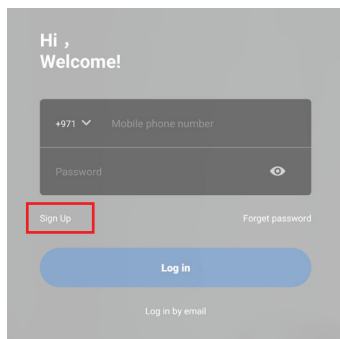 Hi ,
Welcome!
+971 Mobile phone number
Password
Sign Up Forget password
Log in
Log in by email